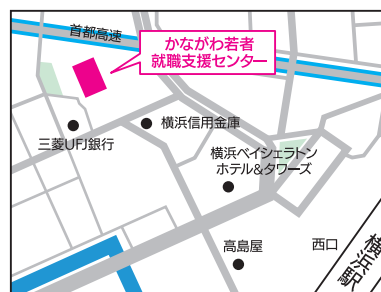 首都高速
かながわ若者
就職支援センター
横浜信用金庫
三菱UFJ銀行
横浜ベイシェラトン
ホテル&タワーズ
高島屋
西口
横浜駅